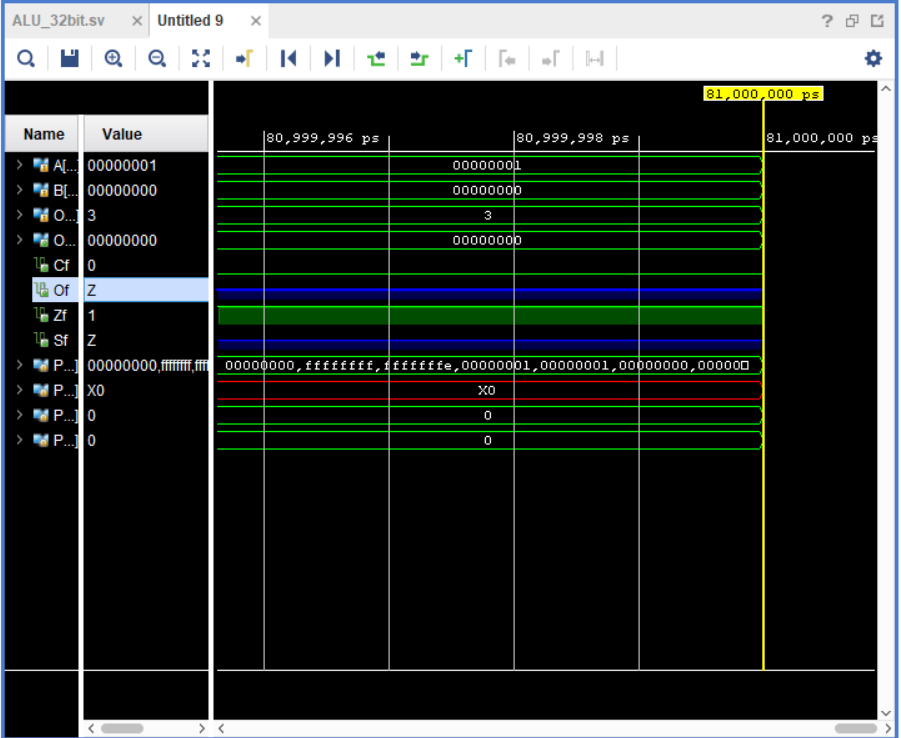 ALU_32bit.sv × Untitled 9 × ?
81,000,000 ps
Name Value 80,999,996 ps 80,999,998 ps 81,000,000 ps
A[... 00000001 00000001
B[... 00000000 00000000
O...] 3 3
O... 00000000 00000000
Cf 0
Of Z
Zf 1
Sf Z
P...] 00000000,ffffffff,fff 00000000,ffffffff,fffffffe,00000001,00000001,00000000,00000
P...] X0 X0
P...] 0 0
P...] 0 0